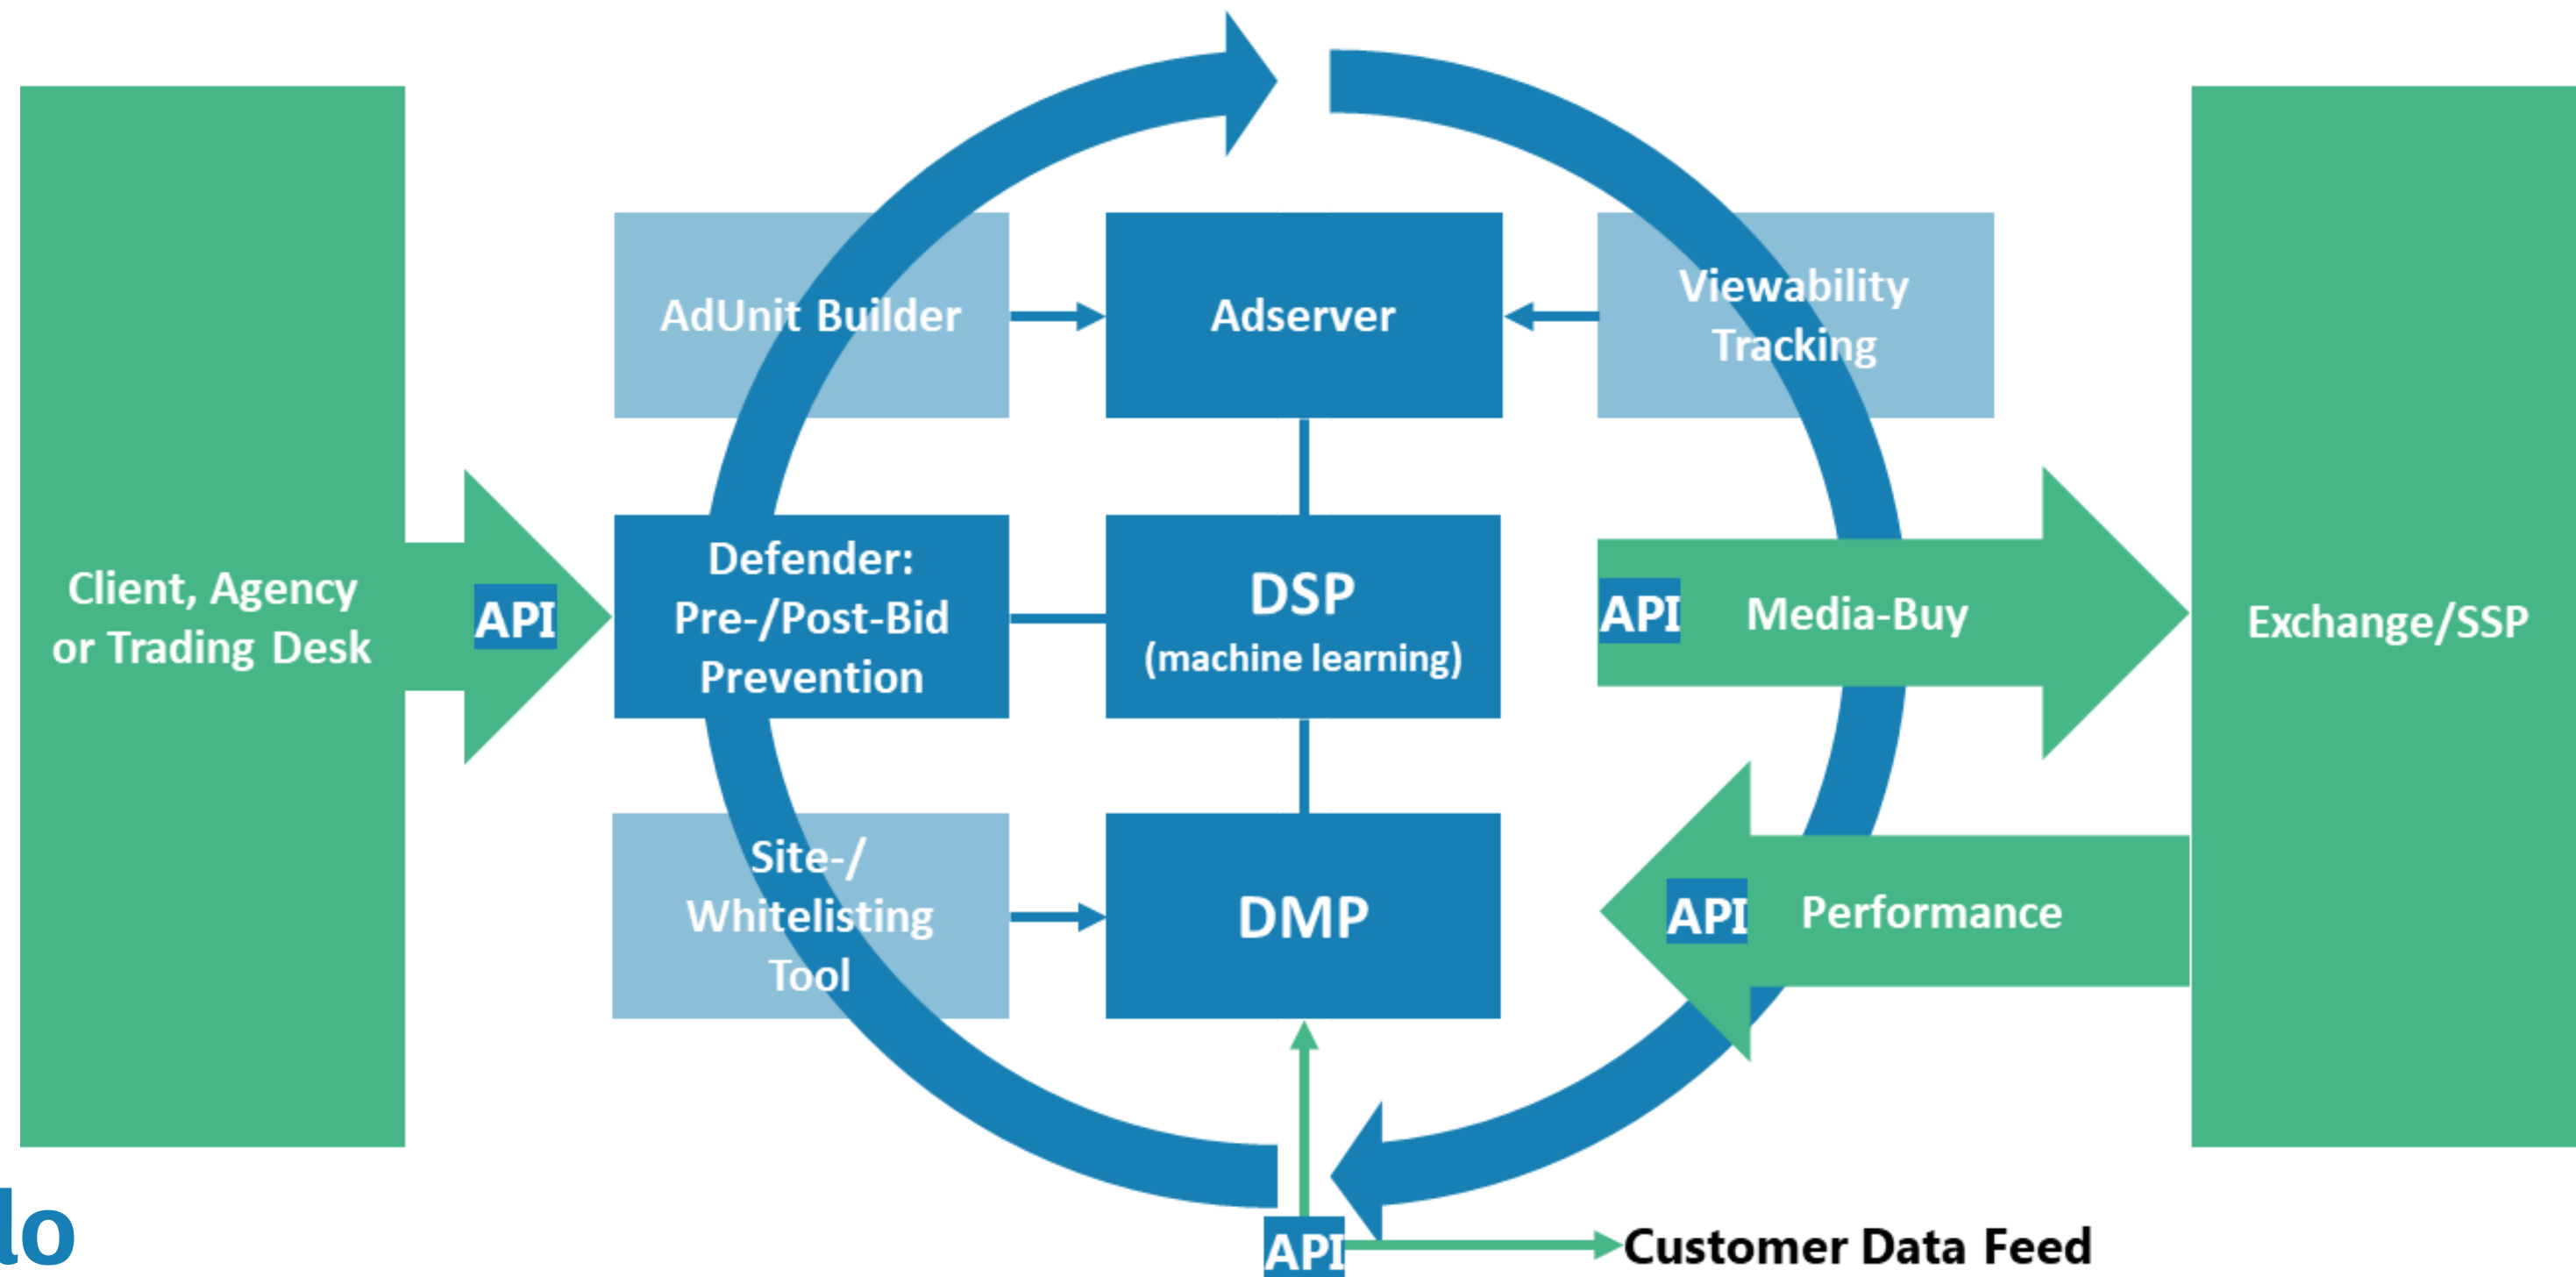 AdUnit Builder
Adserver
Viewability
Tracking
Client, Agency
or Trading Desk
API
Defender:
Pre-/Post-Bid
Prevention
DSP
(machine learning)
API
Media-Buy
Exchange/SSP
Site-/
Whitelisting
Tool
DMP
API
Performance
API
Customer Data Feed